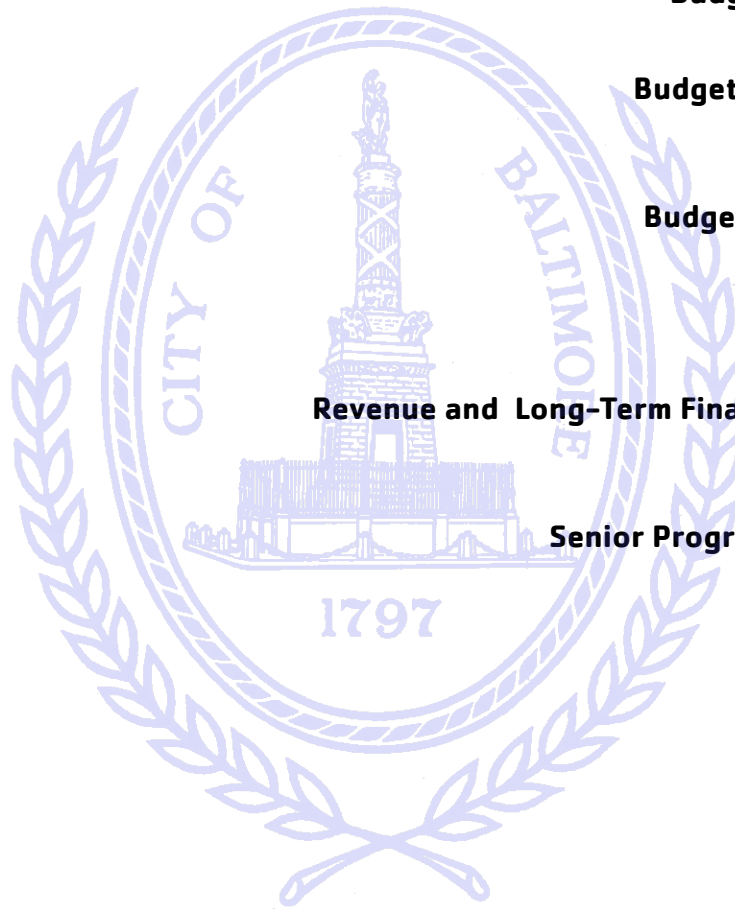 Budget
Budge
Revenue and Long-Term Fina
Senior Progr
CITY OF BALTIMORE
1797